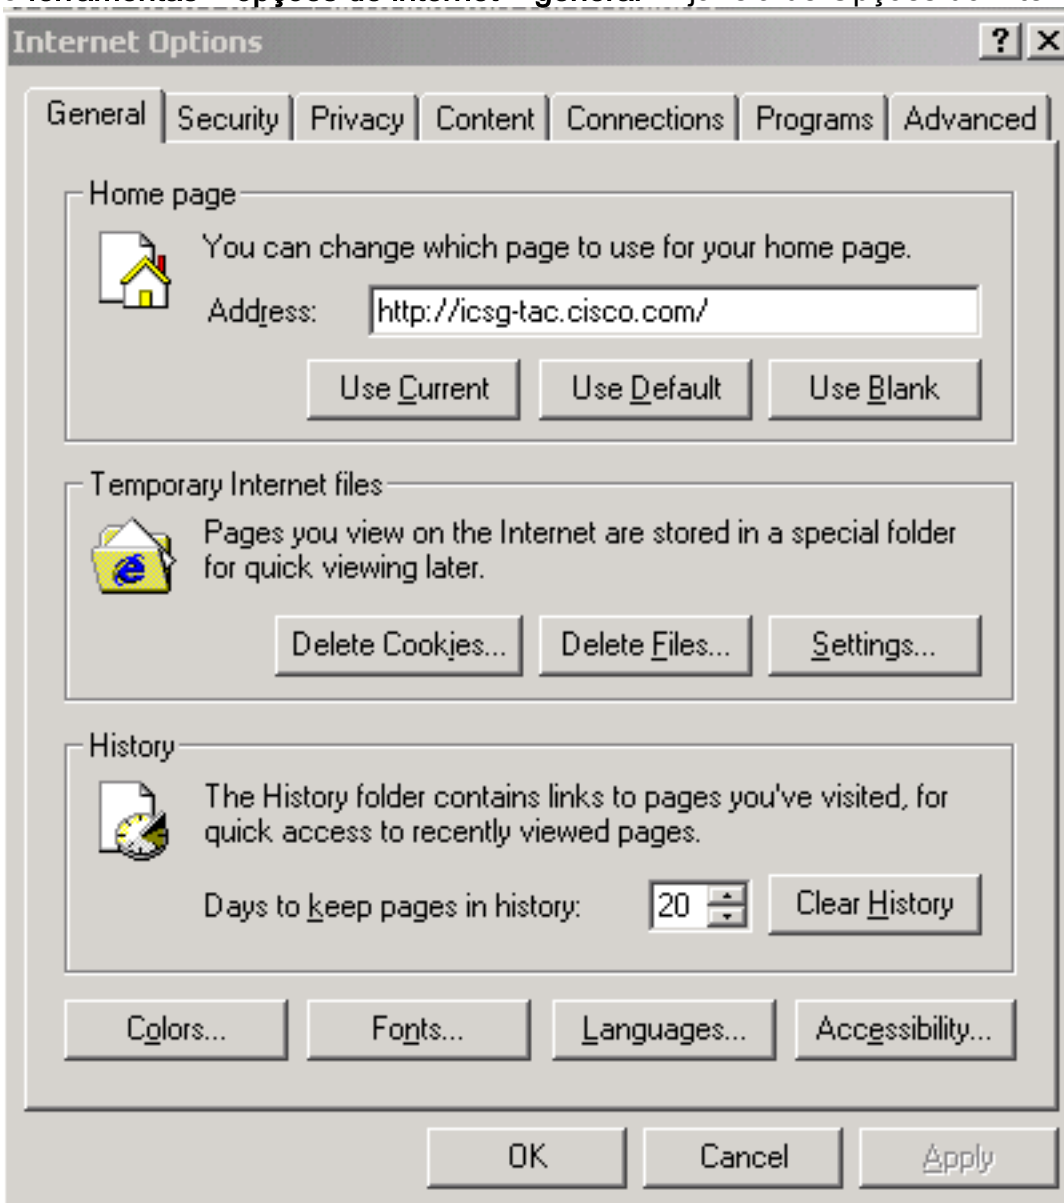 Internet Options
General Security Privacy Content Connections Programs Advanced
Home page
You can change which page to use for your home page.
Address: http://icsg-tac.cisco.com/
Use Current Use Default Use Blank
Temporary Internet files
Pages you view on the Internet are stored in a special folder
for quick viewing later.
Delete Cookies... Delete Files... Settings...
History
The History folder contains links to pages you've visited, for
quick access to recently viewed pages.
Days to keep pages in history: 20 Clear History
Colors... Fonts... Languages... Accessibility...
OK Cancel Apply